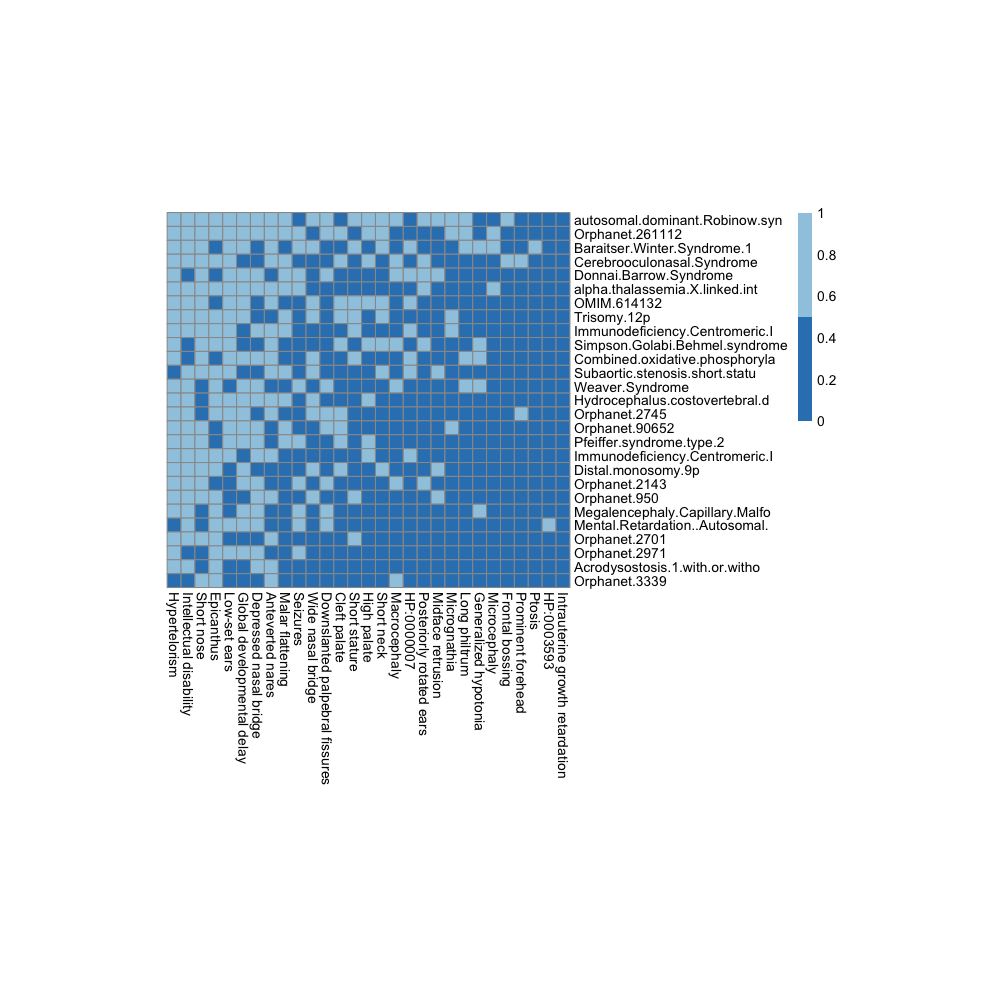 autosomal.dominant.Robinow.syn
Orphanet.261112
Baraitser.Winter.Syndrome.1
Cerebrooculonasal.Syndrome
Donnai.Barrow.Syndrome
alpha.thalassemia.X.linked.int
OMIM.614132
Trisomy.12p
Immunodeficiency.Centromeric.I
Simpson.Golabi.Behmel.syndrome
Combined.oxidative.phosphoryla
Subaortic.stenosis.short.statu
Weaver.Syndrome
Hydrocephalus.costovertebral.d
Orphanet.2745
Orphanet.90652
Pfeiffer.syndrome.type.2
Immunodeficiency.Centromeric.I
Distal.monosomy.9p
Orphanet.2143
Orphanet.950
Megalencephaly.Capillary.Malfo
Mental.Retardation..Autosomal.
Orphanet.2701
Orphanet.2971
Acrodysostosis.1.with.or.witho
Orphanet.3339
1
0.8
0.6
0.4
0.2
0
Hypertelorism
Intellectual disability
Short nose
Epicanthus
Low-set ears
Global developmental delay
Depressed nasal bridge
Anteverted nares
Malar flattening
Seizures
Wide nasal bridge
Downslanted palpebral fissures
Cleft palate
Short stature
High palate
Short neck
Macrocephaly
HP:0000007
Posteriorly rotated ears
Midface retrusion
Micrognathia
Long philtrum
Generalized hypotonia
Microcephaly
Frontal bossing
Prominent forehead
Ptosis
HP:0003593
Intrauterine growth retardation